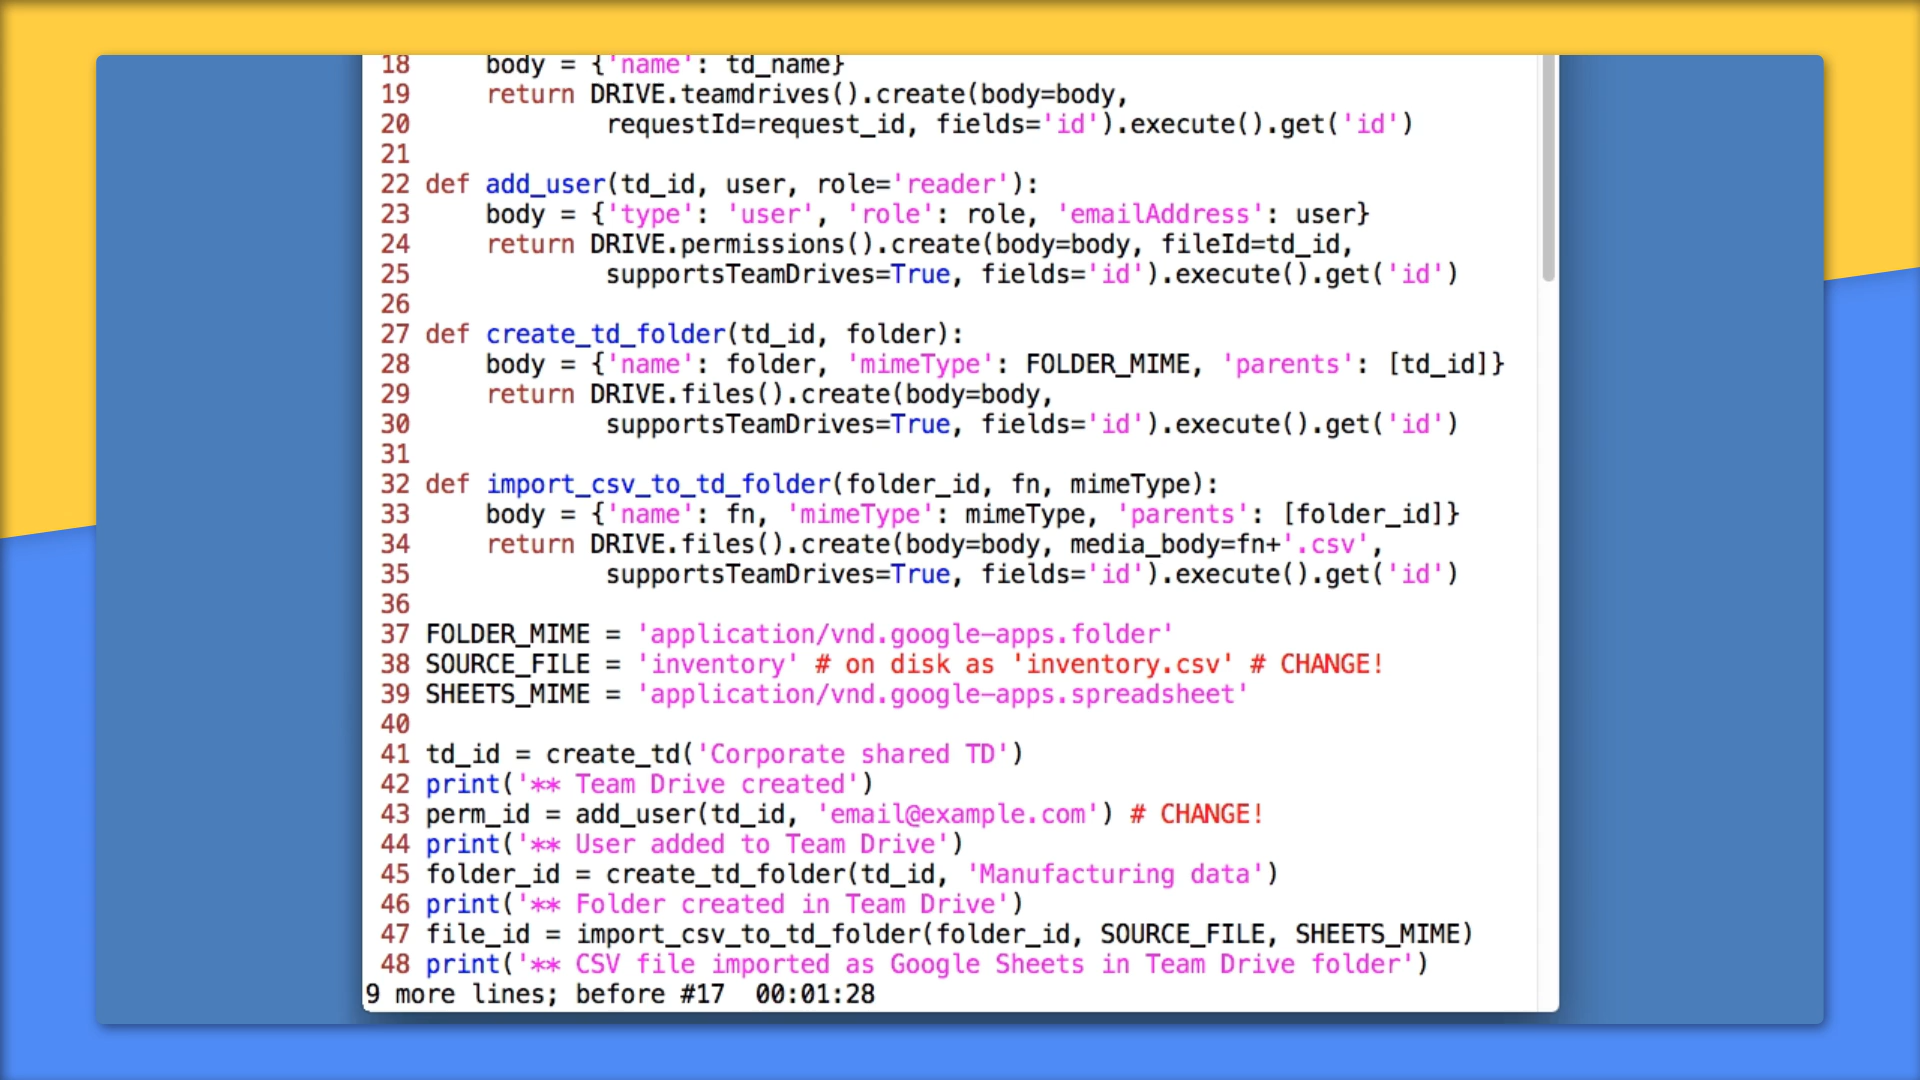 18     body = {'name': td_name}
19     return DRIVE.teamdrives().create(body=body,
20             requestId=request_id, fields='id').execute().get('id')
21
22 def add_user(td_id, user, role='reader'):
23     body = {'type': 'user', 'role': role, 'emailAddress': user}
24     return DRIVE.permissions().create(body=body, fileId=td_id,
25             supportsTeamDrives=True, fields='id').execute().get('id')
26
27 def create_td_folder(td_id, folder):
28     body = {'name': folder, 'mimeType': FOLDER_MIME, 'parents': [td_id]}
29     return DRIVE.files().create(body=body,
30             supportsTeamDrives=True, fields='id').execute().get('id')
31
32 def import_csv_to_td_folder(folder_id, fn, mimeType):
33     body = {'name': fn, 'mimeType': mimeType, 'parents': [folder_id]}
34     return DRIVE.files().create(body=body, media_body=fn+'.csv',
35             supportsTeamDrives=True, fields='id').execute().get('id')
36
37 FOLDER_MIME = 'application/vnd.google-apps.folder'
38 SOURCE_FILE = 'inventory' # on disk as 'inventory.csv' # CHANGE!
39 SHEETS_MIME = 'application/vnd.google-apps.spreadsheet'
40
41 td_id = create_td('Corporate shared TD')
42 print('** Team Drive created')
43 perm_id = add_user(td_id, 'email@example.com') # CHANGE!
44 print('** User added to Team Drive')
45 folder_id = create_td_folder(td_id, 'Manufacturing data')
46 print('** Folder created in Team Drive')
47 file_id = import_csv_to_td_folder(folder_id, SOURCE_FILE, SHEETS_MIME)
48 print('** CSV file imported as Google Sheets in Team Drive folder')
9 more lines; before #17  00:01:28